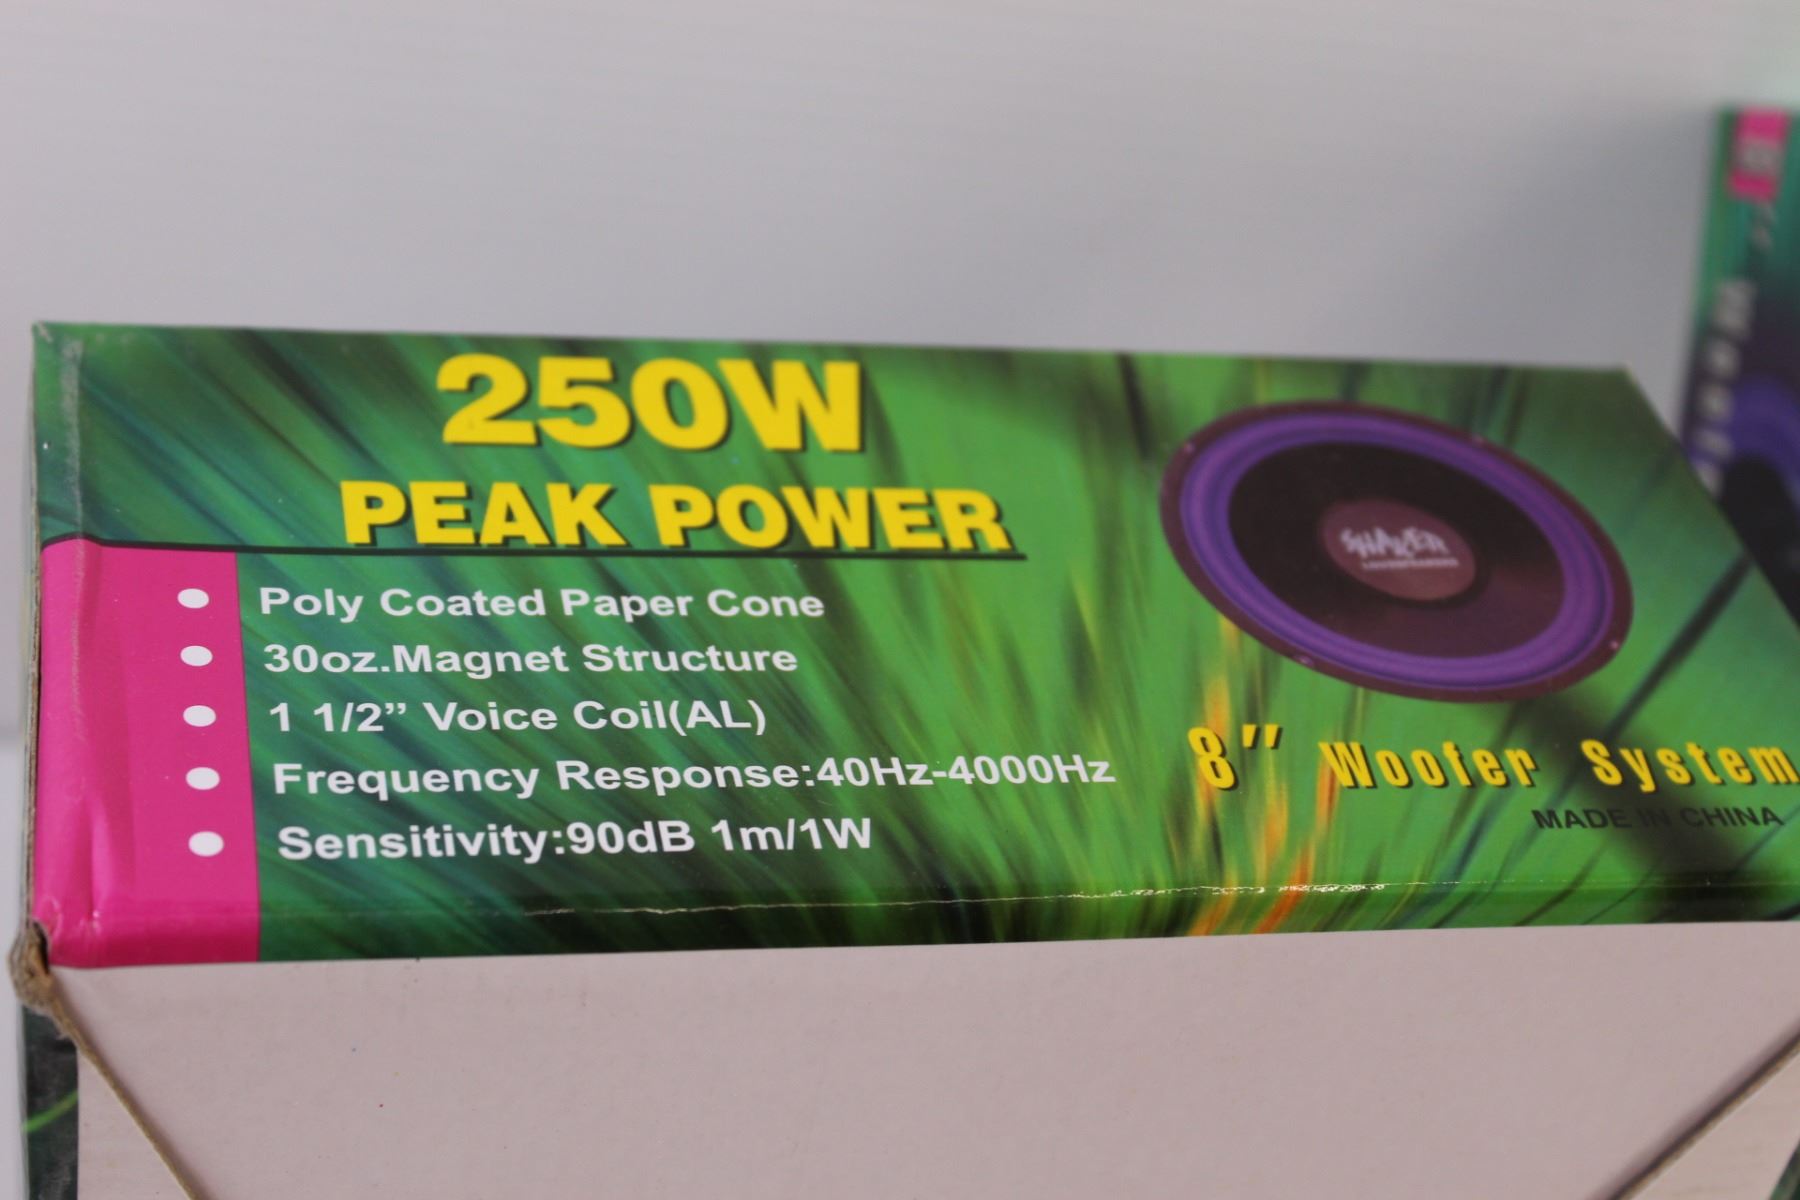 250W
PEAK POWER
Poly Coated Paper Cone
30oz.Magnet Structure
1 1/2” Voice Coil(AL)
Frequency Response:40Hz-4000Hz
Sensitivity:90dB 1m/1W
SHAKER
8″ Woofer System
MADE IN CHINA